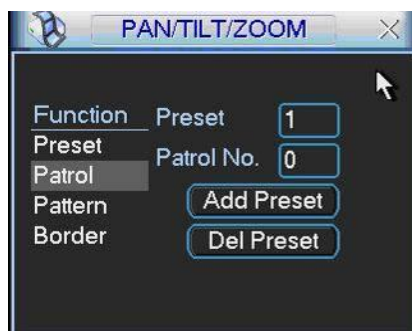 PAN/TILT/ZOOM
Function Preset 1
Preset
Patrol No. 0
Patrol
Pattern Add Preset
Border Del Preset